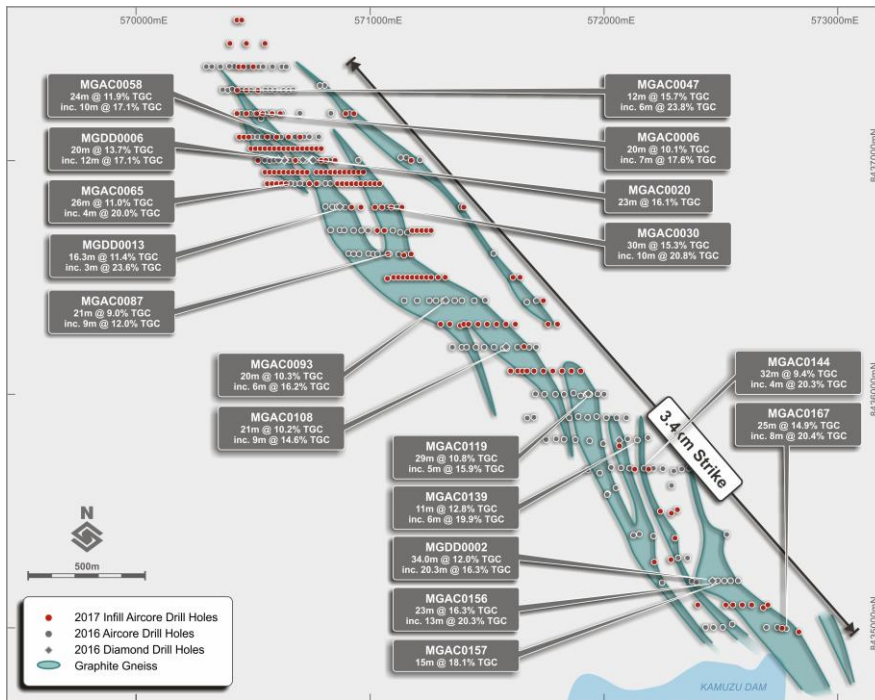 570000mE
571000mE
572000mE
573000mE
MGAC0058
24m @ 11.9% TGC
inc. 10m @ 17.1% TGC
MGAC0047
12m @ 15.7% TGC
inc. 6m @ 23.8% TGC
MGDD0006
20m @ 13.7% TGC
inc. 12m @ 17.1% TGC
MGAC0006
20m @ 10.1% TGC
inc. 7m @ 17.6% TGC
8437000mN
MGAC0065
26m @ 11.0% TGC
inc. 4m @ 20.0% TGC
MGAC0020
23m @ 16.1% TGC
MGDD0013
16.3m @ 11.4% TGC
inc. 3m @ 23.6% TGC
MGAC0030
30m @ 15.3% TGC
inc. 10m @ 20.8% TGC
MGAC0087
21m @ 9.0% TGC
inc. 9m @ 12.0% TGC
MGAC0093
20m @ 10.3% TGC
inc. 6m @ 16.2% TGC
MGAC0144
32m @ 9.4% TGC
inc. 4m @ 20.3% TGC
8436000mN
MGAC0108
21m @ 10.2% TGC
inc. 9m @ 14.6% TGC
MGAC0167
25m @ 14.9% TGC
inc. 8m @ 20.4% TGC
3.4km Strike
MGAC0119
29m @ 10.8% TGC
inc. 5m @ 15.9% TGC
MGAC0139
11m @ 12.8% TGC
inc. 6m @ 19.9% TGC
MGDD0002
34.0m @ 12.0% TGC
inc. 20.3m @ 16.3% TGC
MGAC0156
23m @ 16.3% TGC
inc. 13m @ 20.3% TGC
MGAC0157
15m @ 18.1% TGC
8435000mN
N
500m
2017 Infill Aircore Drill Holes
2016 Aircore Drill Holes
2016 Diamond Drill Holes
Graphite Gneiss
KAMUZU DAM